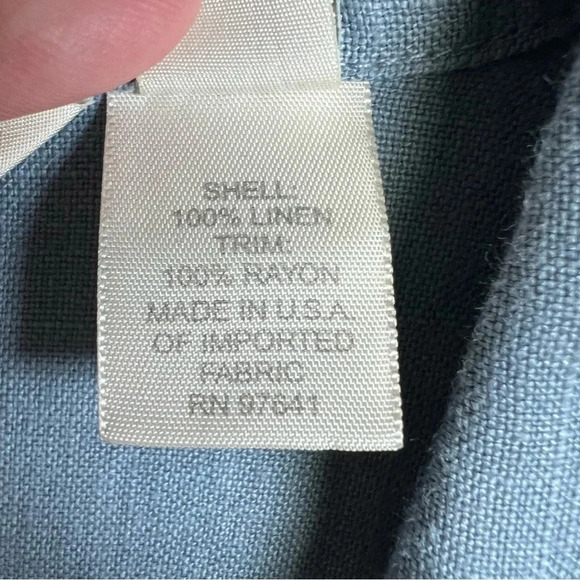 SHELL:
100% LINEN
TRIM:
100% RAYON
MADE IN U.S.A.
OF IMPORTED
FABRIC
RN 97641